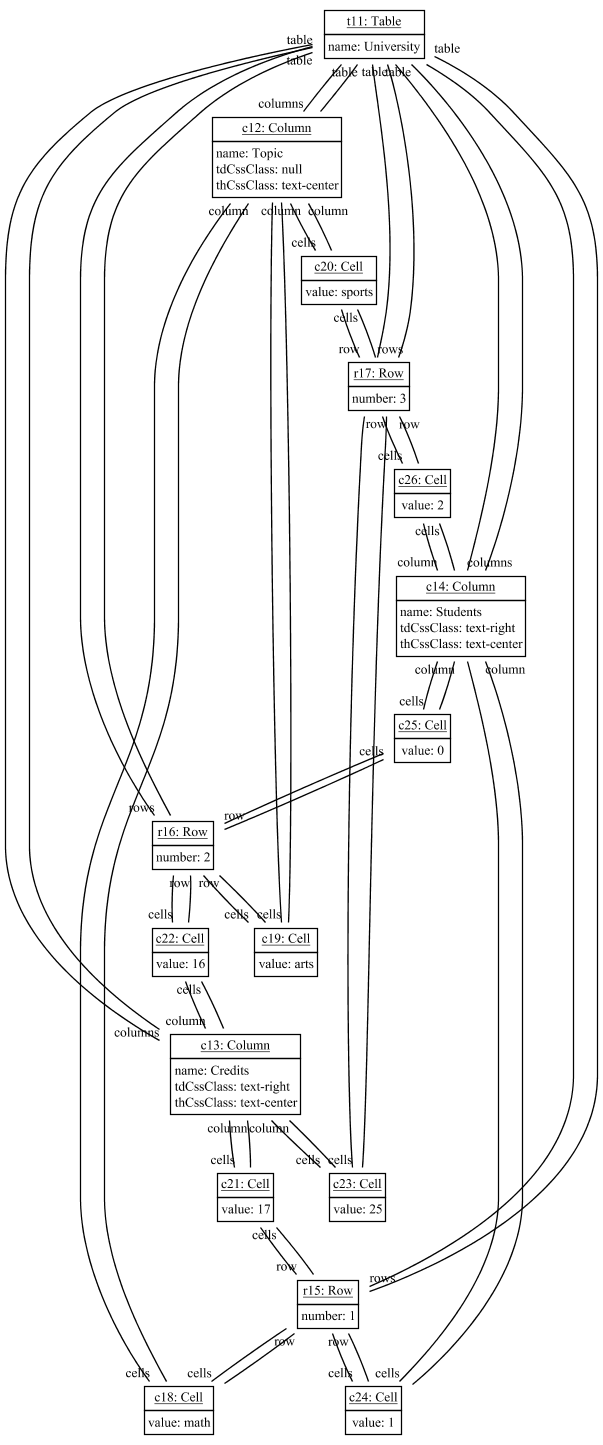 t11: Table
table
name: University
table
table
table
table
table
columns
c12: Column
name: Topic
tdCssClass: null
thCssClass: text-center
column
column
column
cells
c20: Cell
value: sports
cells
row
rows
r17: Row
number: 3
row
row
cells
c26: Cell
value: 2
cells
column
columns
c14: Column
name: Students
tdCssClass: text-right
thCssClass: text-center
column
column
cells
c25: Cell
cells
value: 0
rows
row
r16: Row
number: 2
row
row
cells
cells
cells
c22: Cell
c19: Cell
value: 16
value: arts
cells
column
columns
c13: Column
name: Credits
tdCssClass: text-right
thCssClass: text-center
column
column
cells
cells
cells
c21: Cell
c23: Cell
value: 17
value: 25
cells
row
rows
r15: Row
number: 1
row
row
cells
cells
cells
cells
c18: Cell
c24: Cell
value: math
value: 1